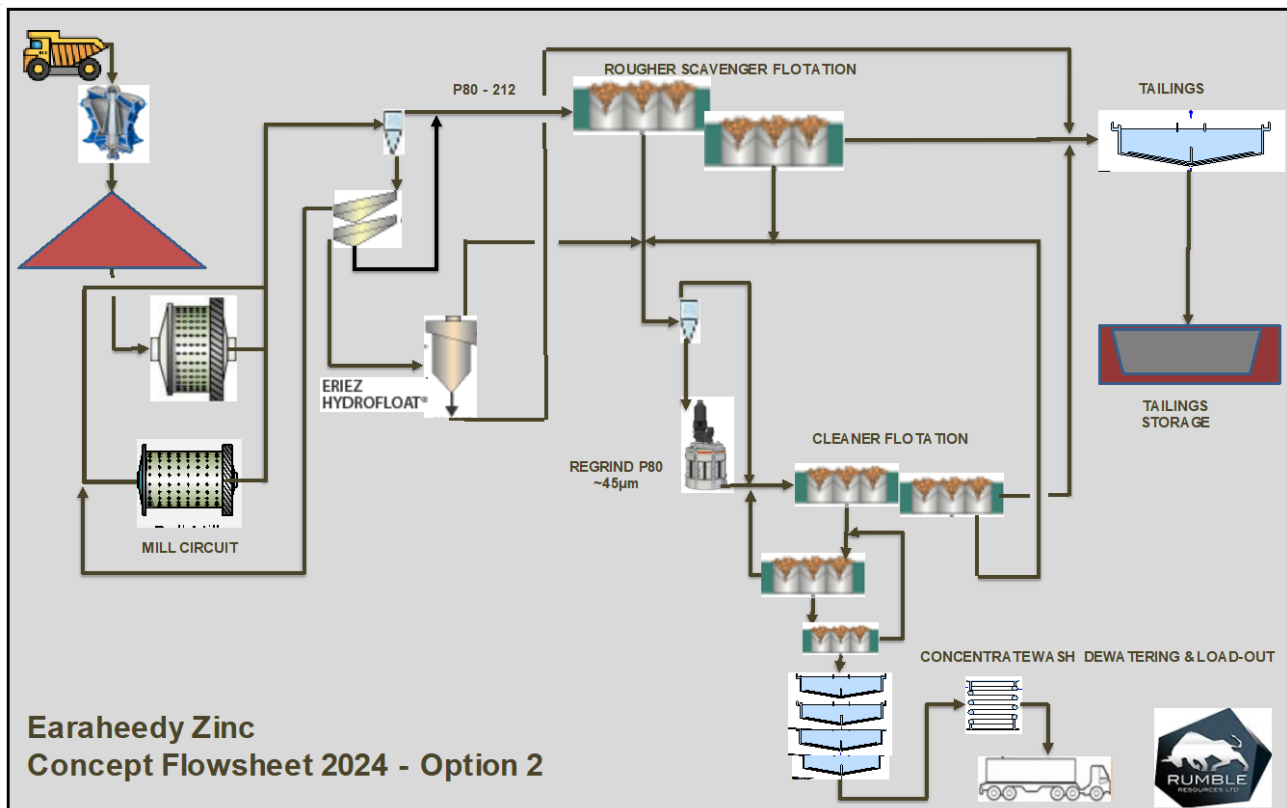 ROUGHER SCAVENGER FLOTATION
P80 - 212
TAILINGS
ERIEZ
HYDROFLOAT®
TAILINGS
STORAGE
CLEANER FLOTATION
REGRIND P80
~45µm
MILL CIRCUIT
CONCENTRATEWASH DEWATERING & LOAD-OUT
Earaheedy Zinc
Concept Flowsheet 2024 - Option 2
RUMBLE
RESOURCES LTD